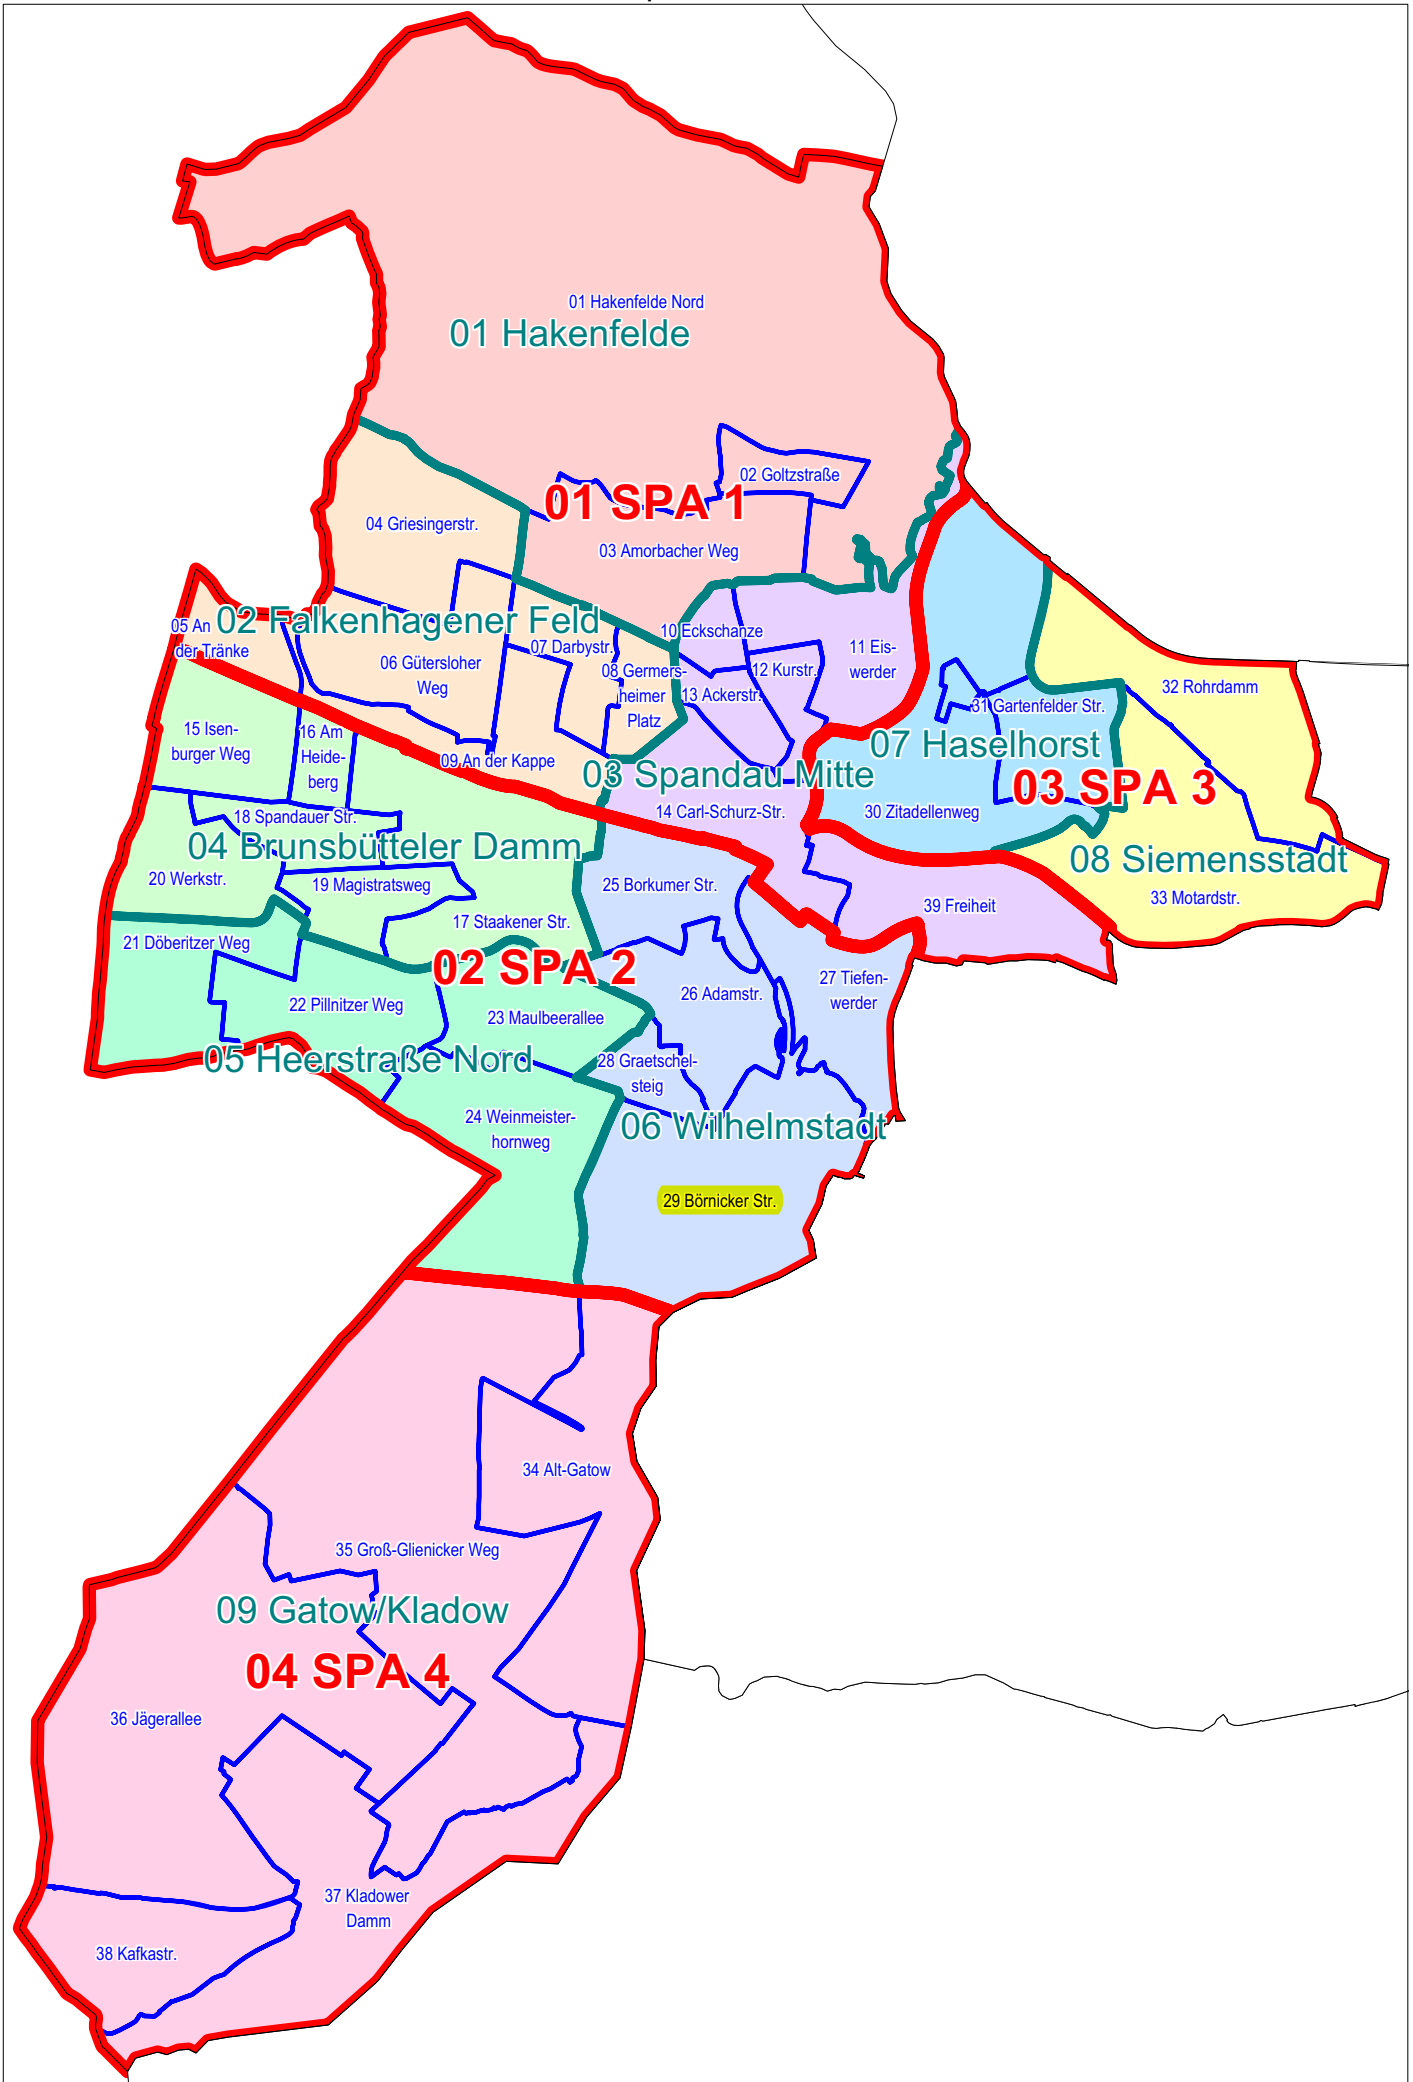 01 Hakenfelde Nord
01 Hakenfelde
02 Goltzstraße
01 SPA 1
04 Griesingerstr.
03 Amorbacher Weg
05 An
der Tränke
02 Falkenhagener Feld
07 Darbystr.
10 Eckschanze
11 Eis-
werder
06 Gütersloher
Weg
08 Germers-
heimer
Platz
12 Kurstr.
13 Ackerstr.
32 Rohrdamm
31 Gartenfelder Str.
15 Isen-
burger Weg
16 Am
Heide-
berg
09 An der Kappe
07 Haselhorst
03 Spandau Mitte
03 SPA 3
14 Carl-Schurz-Str.
30 Zitadellenweg
18 Spandauer Str.
04 Brunsbütteler Damm
08 Siemensstadt
20 Werkstr.
19 Magistratsweg
25 Borkumer Str.
33 Motardstr.
39 Freiheit
17 Staakener Str.
21 Döberitzer Weg
02 SPA 2
27 Tiefen-
werder
26 Adamstr.
22 Pillnitzer Weg
23 Maulbeerallee
05 Heerstraße Nord
28 Graetschel-
steig
24 Weinmeister-
hornweg
06 Wilhelmstadt
29 Börnicker Str.
34 Alt-Gatow
35 Groß-Glienicker Weg
09 Gatow/Kladow
04 SPA 4
36 Jägerallee
37 Kladower
Damm
38 Kafkastr.